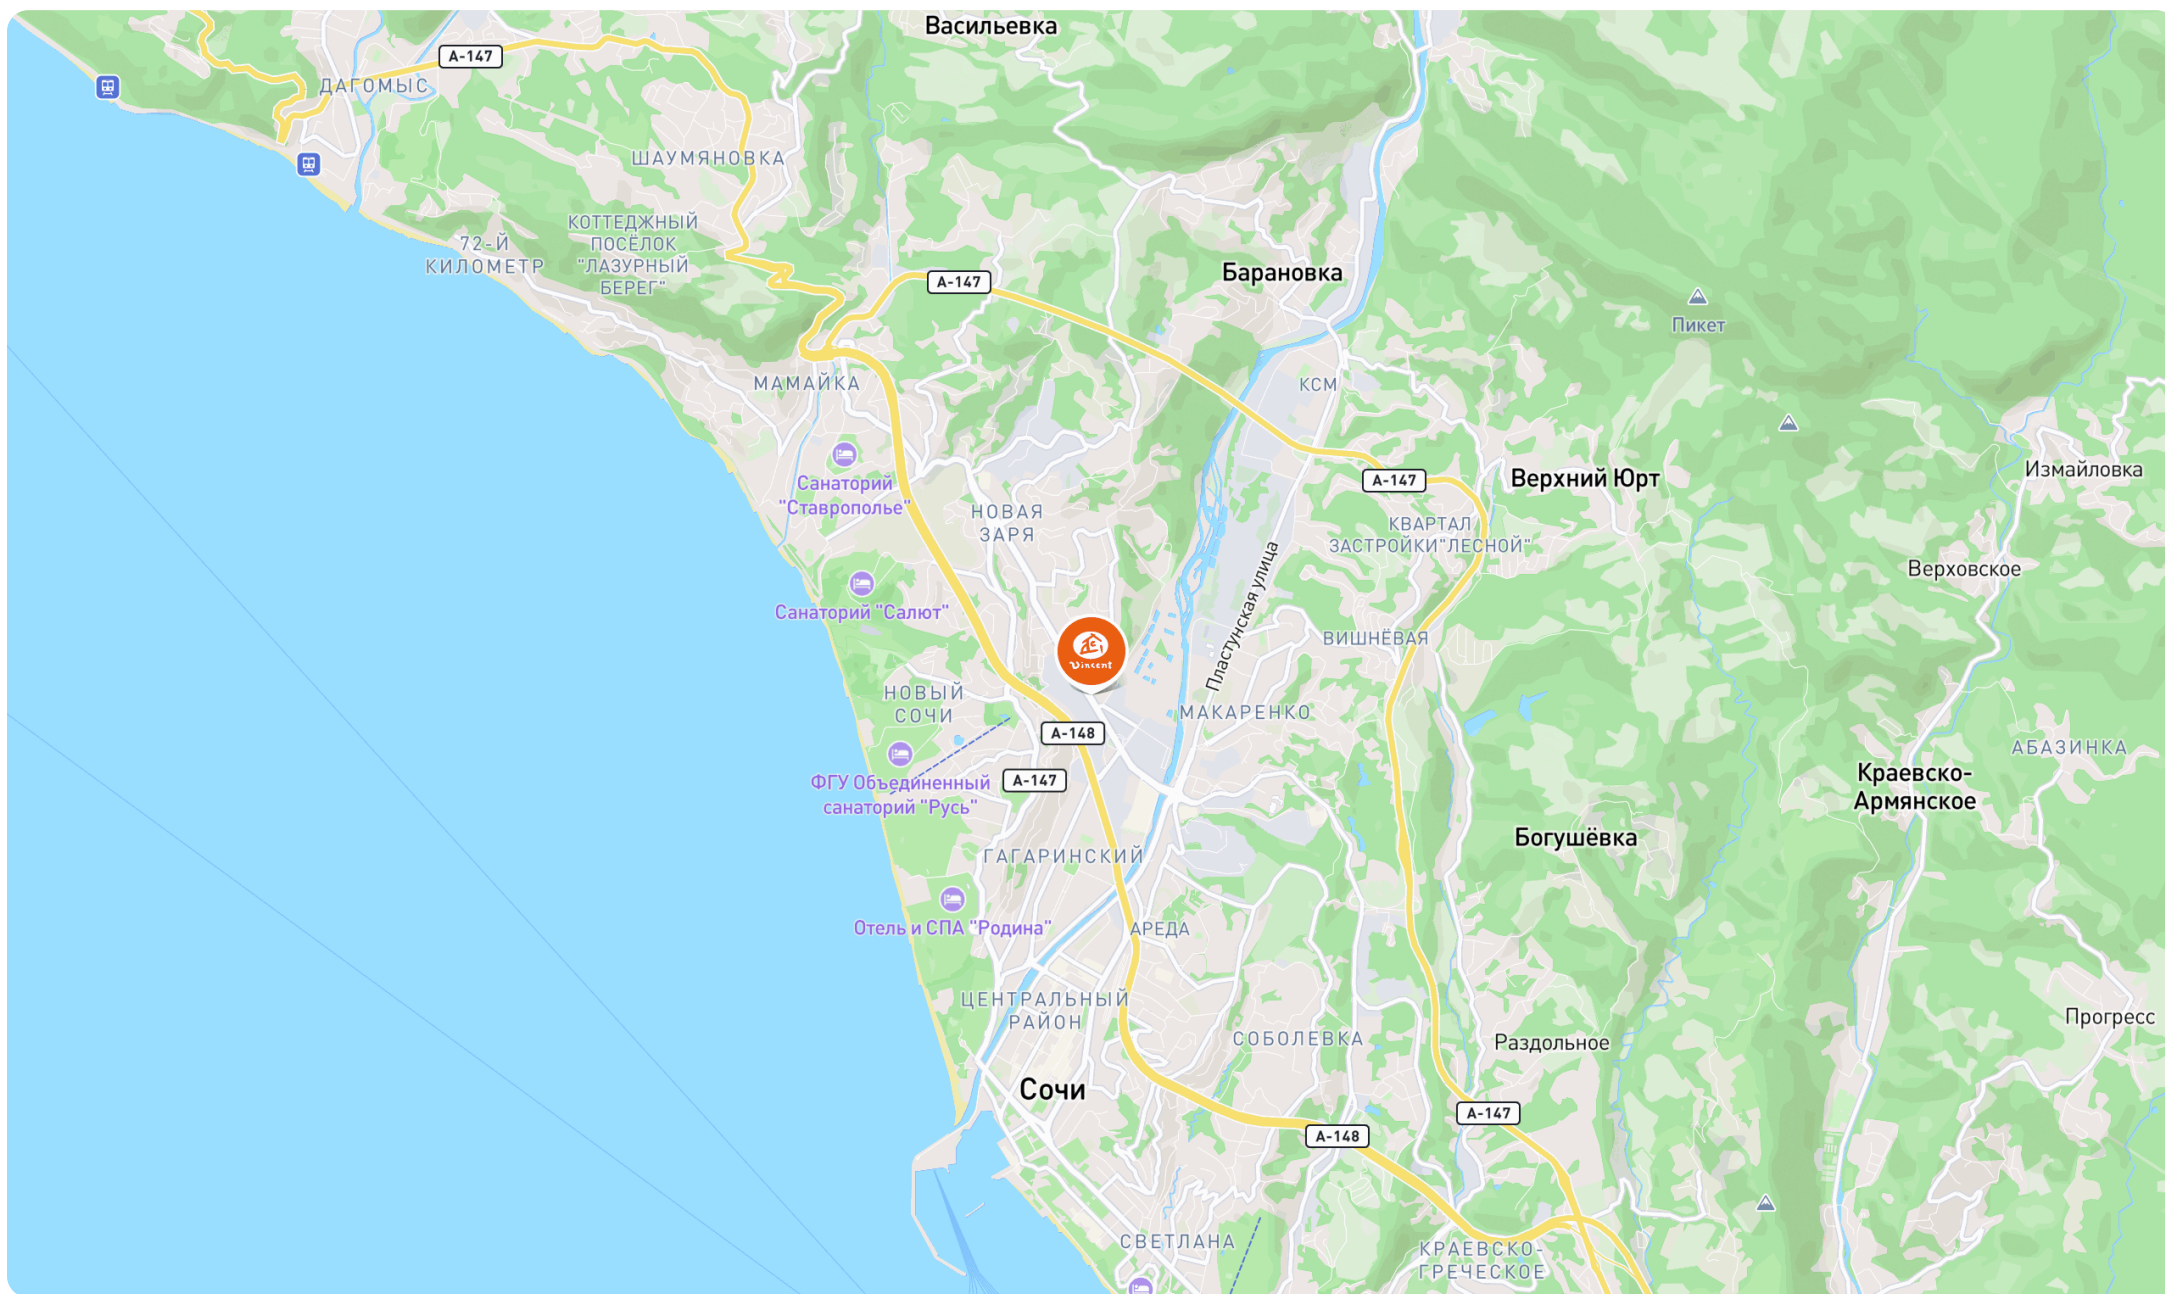 Васильевка
А-147
ДАГОМЫС
ШАУМЯНОВКА
КОТТЕДЖНЫЙ
ПОСЁЛОК
"ЛАЗУРНЫЙ
БЕРЕГ"
72-Й
КИЛОМЕТР
Барановка
А-147
Пикет
МАМАЙКА
КСМ
Санаторий
"Ставрополье"
А-147
Верхний Юрт
Измайловка
НОВАЯ
ЗАРЯ
КВАРТАЛ
ЗАСТРОЙКИ"ЛЕСНОЙ"
Верховское
Санаторий "Салют"
Пластунская улица
ВИШНЁВАЯ
Vincent
НОВЫЙ
СОЧИ
МАКАРЕНКО
А-148
АБАЗИНКА
ФГУ Объединенный
санаторий "Русь"
А-147
Краевско-
Армянское
Богушёвка
ГАГАРИНСКИЙ
Отель и СПА "Родина"
АРЕДА
ЦЕНТРАЛЬНЫЙ
РАЙОН
Прогресс
СОБОЛЕВКА
Раздольное
Сочи
А-147
А-148
СВЕТЛАНА
КРАЕВСКО-
ГРЕЧЕСКОЕ